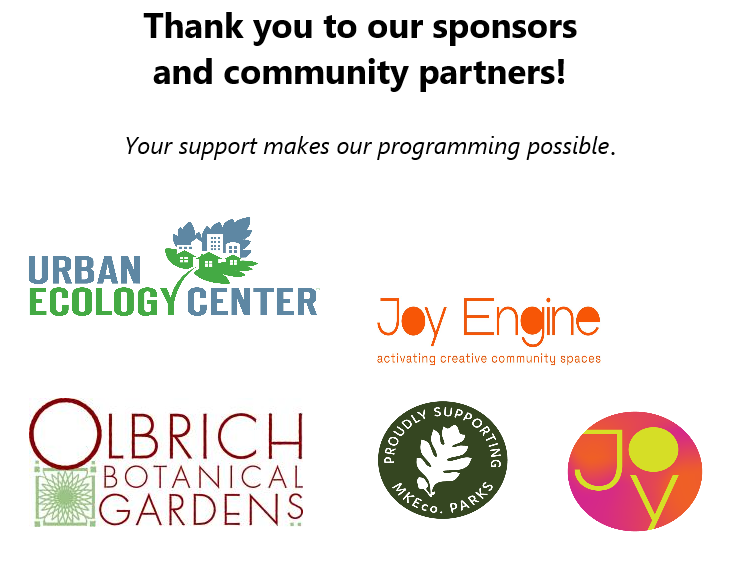 Thank you to our sponsors
and community partners!
Your support makes our programming possible.
URBAN
ECOLOGY CENTER
Joy Engine
activating creative community spaces
OLBRICH
BOTANICAL
GARDENS
PROUDLY SUPPORTING
MKEco. PARKS
JOy